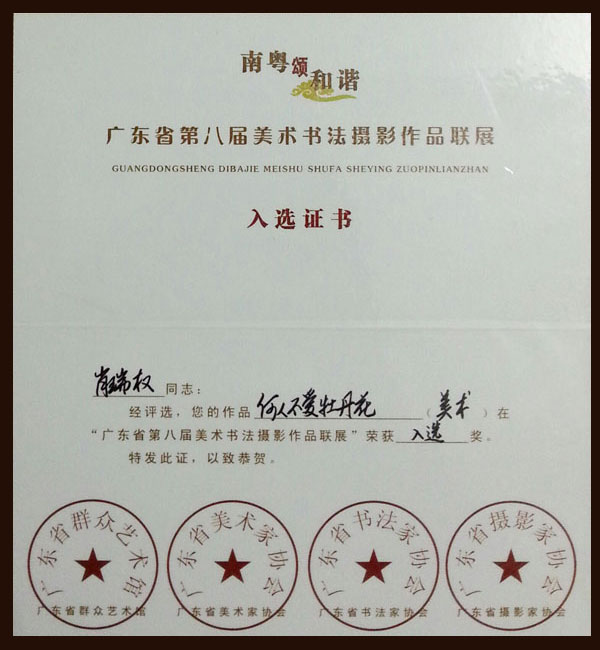 南粤颂和谐
广东省第八届美术书法摄影作品联展
GUANGDONGSHENG DIBAJIE MEISHU SHUFA SHEYING ZUOPINLIANZHAN
入选证书
肖瑞权同志：
经评选，您的作品 何人不爱牡丹花 （美术）在
“广东省第八届美术书法摄影作品联展”荣获 入选 奖。
特发此证，以致恭贺。
广东省群众艺术馆 广东省美术家协会 广东省书法家协会 广东省摄影家协会
广东省群众艺术馆 广东省美术家协会 广东省书法家协会 广东省摄影家协会